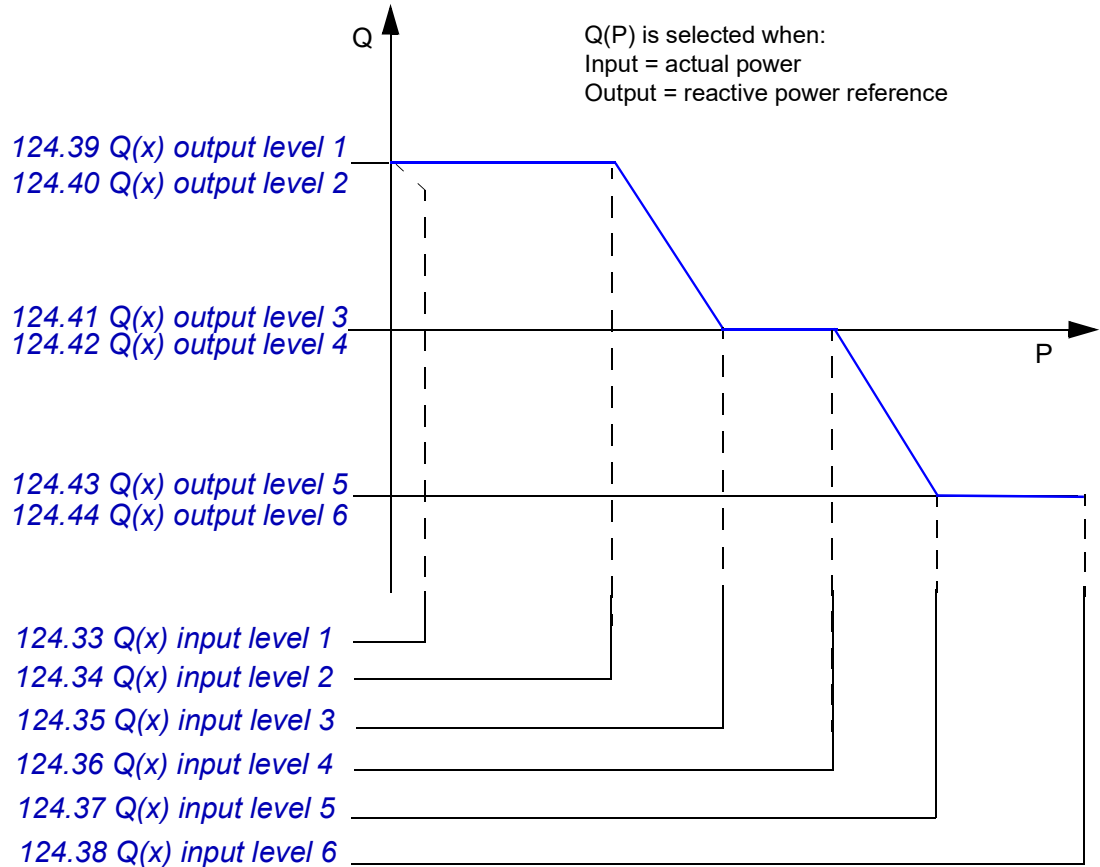 Q
Q(P) is selected when:
Input = actual power
Output = reactive power reference
124.39 Q(x) output level 1
124.40 Q(x) output level 2
124.41 Q(x) output level 3
124.42 Q(x) output level 4
P
124.43 Q(x) output level 5
124.44 Q(x) output level 6
124.33 Q(x) input level 1
124.34 Q(x) input level 2
124.35 Q(x) input level 3
124.36 Q(x) input level 4
124.37 Q(x) input level 5
124.38 Q(x) input level 6